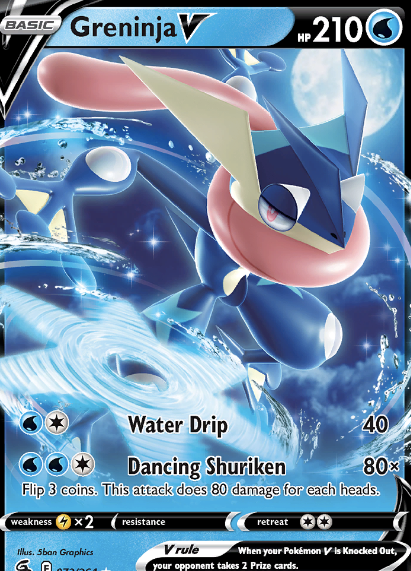 BASIC Greninja V HP 210
Water Drip 40
Dancing Shuriken 80×
Flip 3 coins. This attack does 80 damage for each heads.
weakness ×2 resistance retreat
Illus. 5ban Graphics
V rule When your Pokémon V is Knocked Out,
your opponent takes 2 Prize cards.